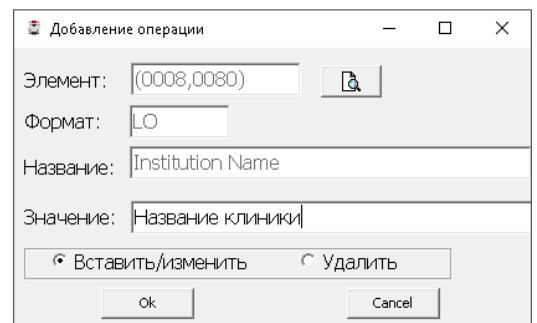 Добавление операции
Элемент: (0008,0080)
Формат: LO
Название: Institution Name
Значение: Название клиники
Вставить/изменить Удалить
Ok Cancel